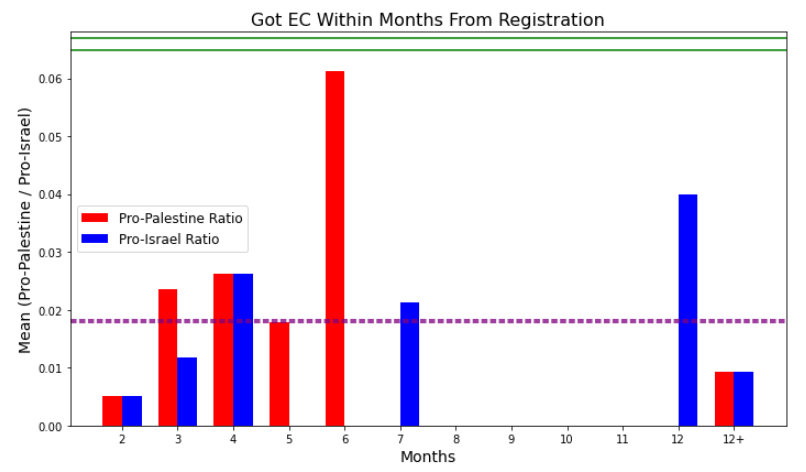 Got EC Within Months From Registration
Mean (Pro-Palestine / Pro-Israel)
0.06
0.05
0.04
0.03
0.02
0.01
0.00
Pro-Palestine Ratio
Pro-Israel Ratio
2 3 4 5 6 7 8 9 10 11 12 12+
Months